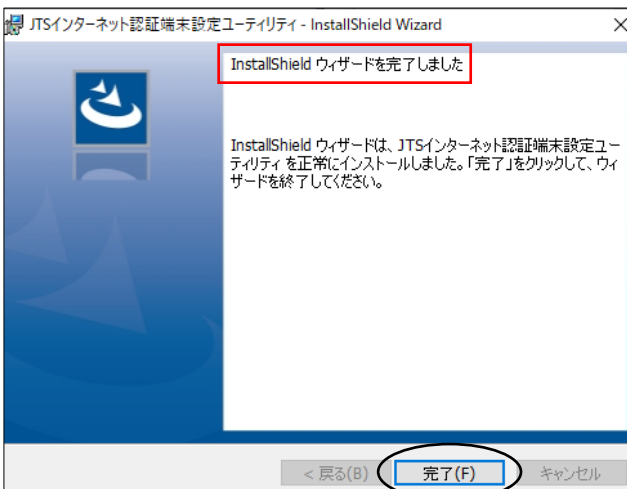 JTSインターネット認証端末設定ユーティリティ - InstallShield Wizard
InstallShield ウィザードを完了しました
InstallShield ウィザードは、JTSインターネット認証端末設定ユー
ティリティ を正常にインストールしました。「完了」をクリックして、ウィ
ザードを終了してください。
< 戻る(B)
完了(F)
キャンセル